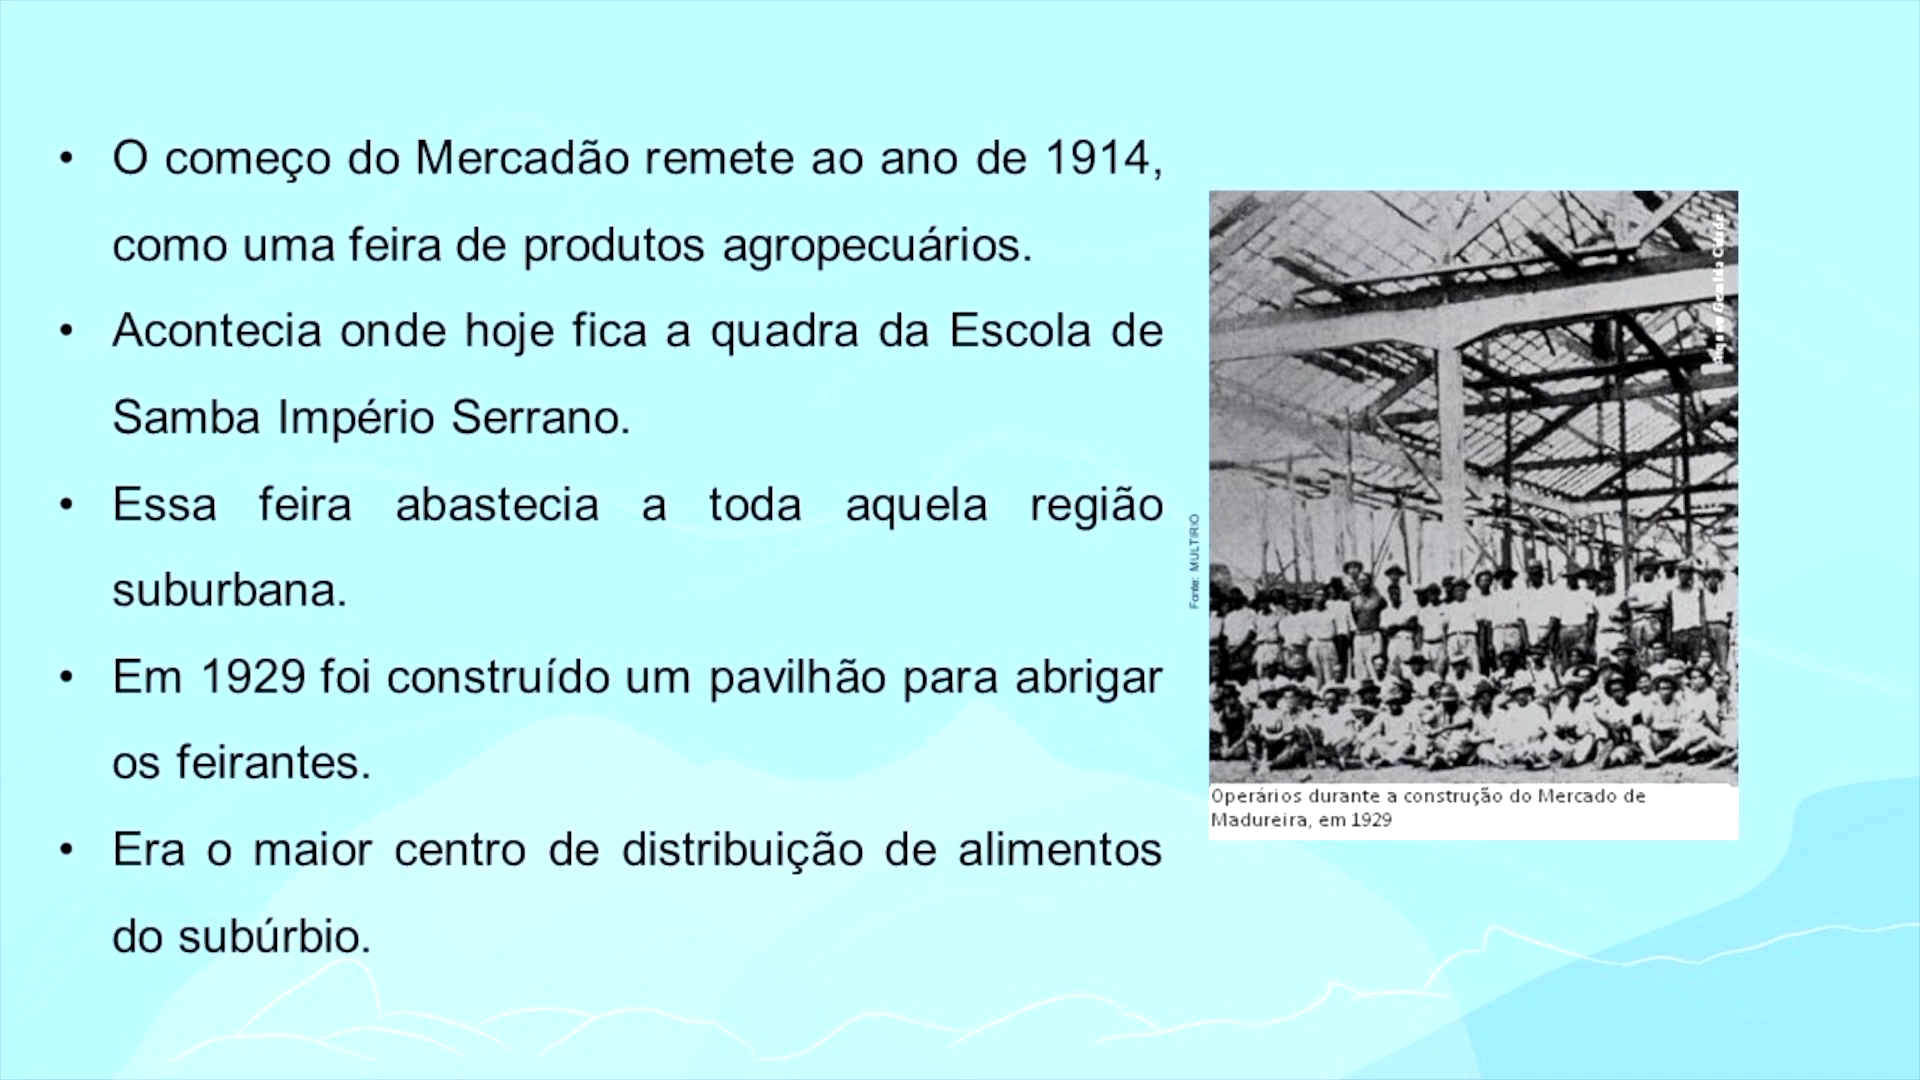 • O começo do Mercadão remete ao ano de 1914,
como uma feira de produtos agropecuários.
• Acontecia onde hoje fica a quadra da Escola de
Samba Império Serrano.
• Essa feira abastecia a toda aquela região
suburbana.
• Em 1929 foi construído um pavilhão para abrigar
os feirantes.
• Era o maior centro de distribuição de alimentos
do subúrbio.
Fonte: MULTIRIO
Operários durante a construção do Mercado de
Madureira, em 1929